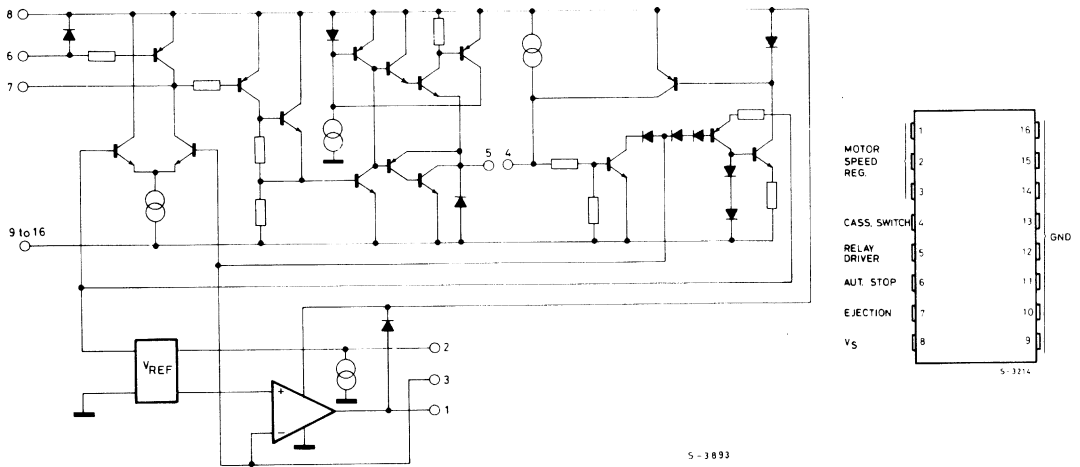 8
6
7
5 4
9 to 16
VREF
+
−
2
3
1
S-3893
MOTOR
SPEED
REG.
CASS. SWITCH
RELAY
DRIVER
AUT. STOP
EJECTION
VS
1
2
3
4
5
6
7
8
16
15
14
13
12
11
10
9
GND
S-3214